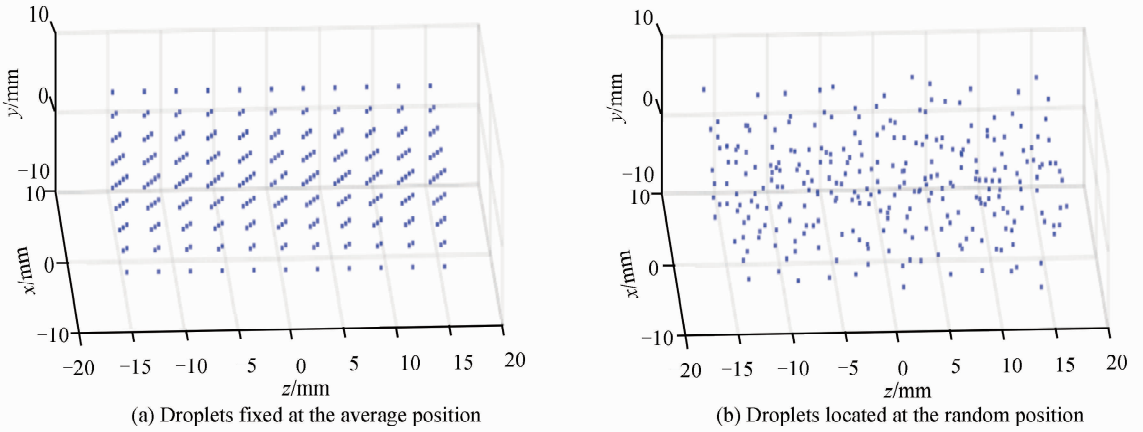 10
y/mm
0
−10
10
x/mm
0
−10
−20 −15 −10 −5 0 5 10 15 20
z/mm
(a) Droplets fixed at the average position
10
y/mm
0
−10
10
x/mm
0
−10
20 −15 −10 −5 0 5 10 15 20
z/mm
(b) Droplets located at the random position